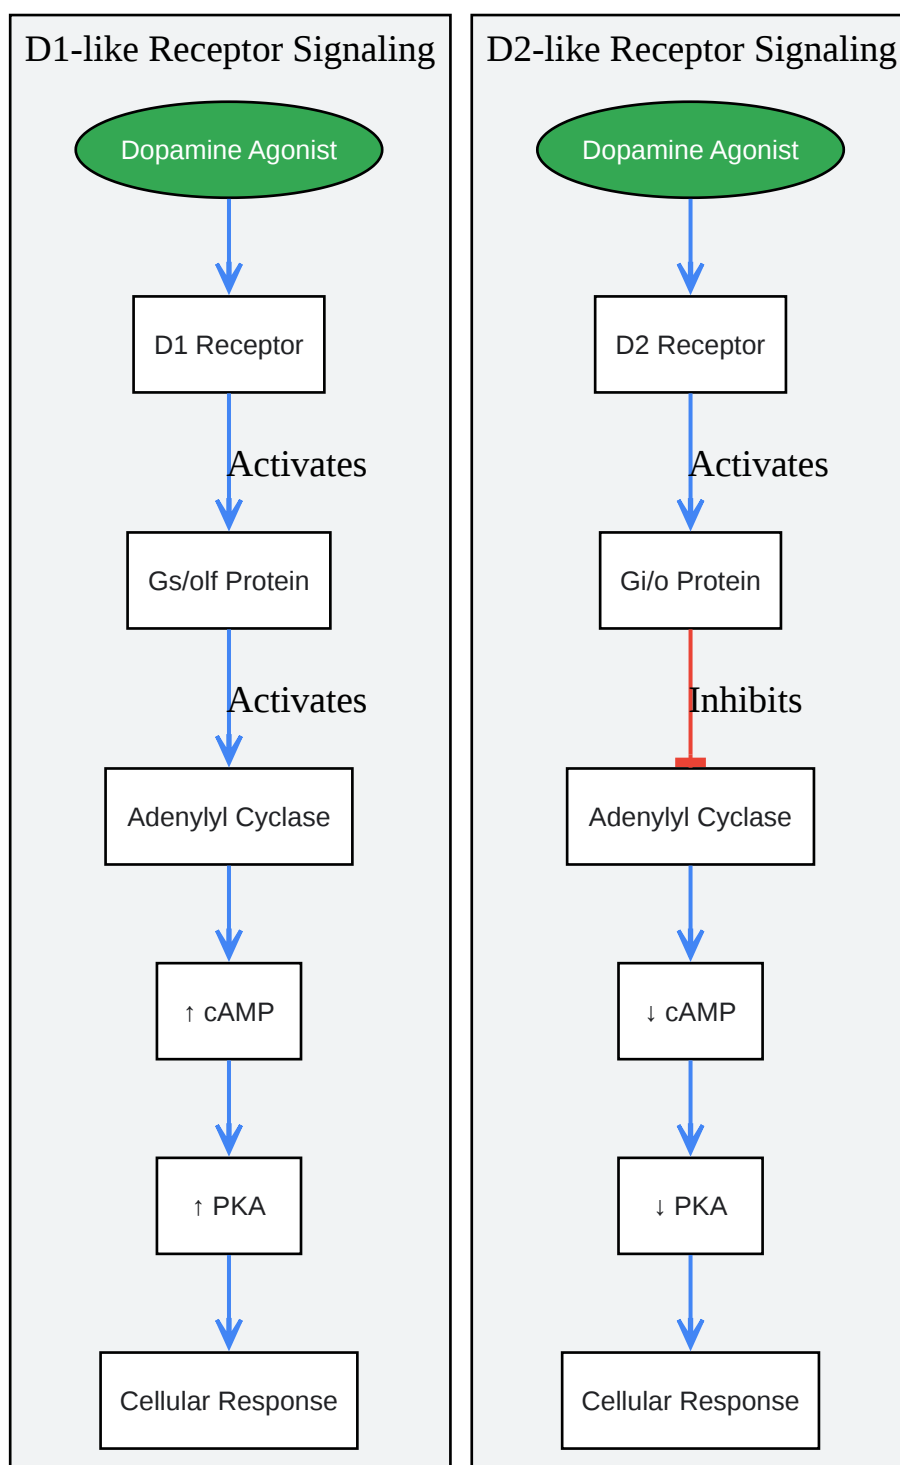 D1-like Receptor Signaling
Dopamine Agonist
D1 Receptor
Activates
Gs/olf Protein
Activates
Adenylyl Cyclase
↑ cAMP
↑ PKA
Cellular Response
D2-like Receptor Signaling
Dopamine Agonist
D2 Receptor
Activates
Gi/o Protein
Inhibits
Adenylyl Cyclase
↓ cAMP
↓ PKA
Cellular Response